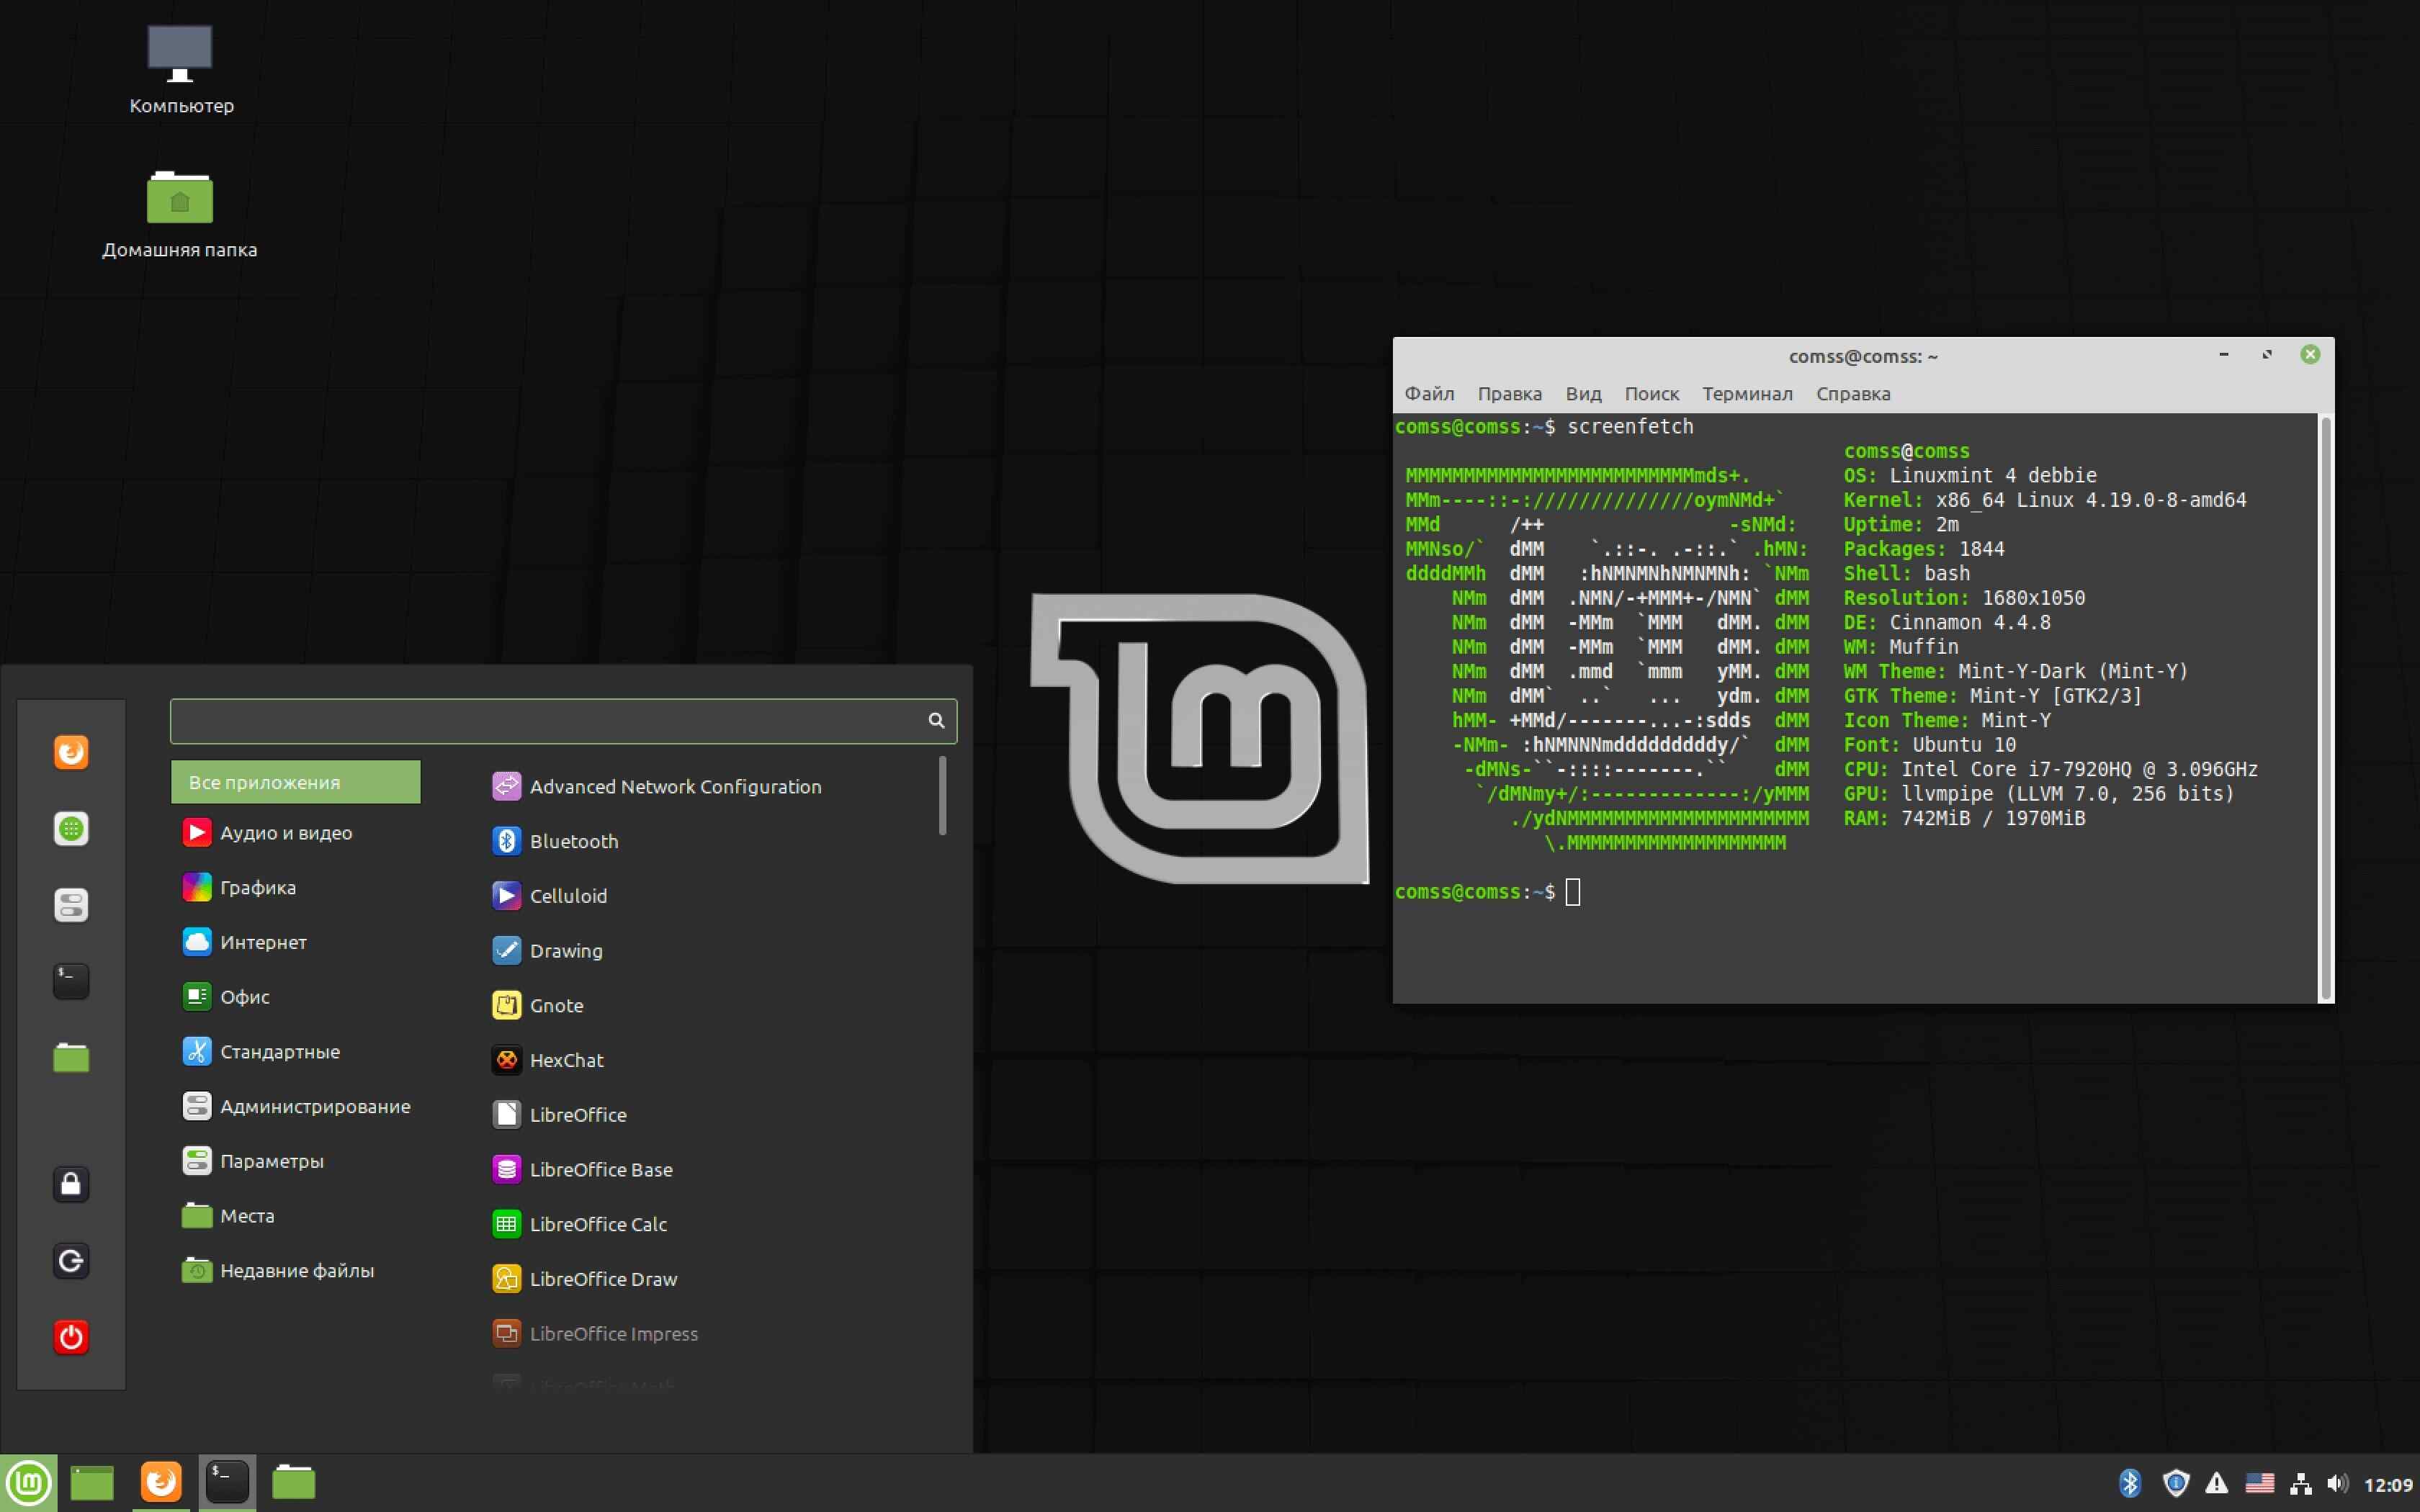 Компьютер
Домашняя папка
comss@comss: ~
Файл Правка Вид Поиск Терминал Справка
comss@comss:~$ screenfetch
comss@comss
MMMMMMMMMMMMMMMMMMMMMMMMMmds+. OS: Linuxmint 4 debbie
MMm----::-://////////////oymNMd+` Kernel: x86_64 Linux 4.19.0-8-amd64
MMd /++ -sNMd: Uptime: 2m
MMNso/` dMM `.::-. .-::.` .hMN: Packages: 1844
ddddMMh dMM :hNMNMNhNMNMNh: `NMm Shell: bash
NMm dMM .NMN/-+MMM+-/NMN` dMM Resolution: 1680x1050
NMm dMM -MMm `MMM dMM. dMM DE: Cinnamon 4.4.8
NMm dMM -MMm `MMM dMM. dMM WM: Muffin
NMm dMM .mmd `mmm yMM. dMM WM Theme: Mint-Y-Dark (Mint-Y)
NMm dMM` ..` ... ydm. dMM GTK Theme: Mint-Y [GTK2/3]
hMM- +MMd/-------...-:sdds dMM Icon Theme: Mint-Y
-NMm- :hNMNNNmdddddddddy/` dMM Font: Ubuntu 10
-dMNs-``-::::-------.`` dMM CPU: Intel Core i7-7920HQ @ 3.096GHz
`/dMNmy+/:-------------:/yMMM GPU: llvmpipe (LLVM 7.0, 256 bits)
./ydNMMMMMMMMMMMMMMMMMMMMM RAM: 742MiB / 1970MiB
\.MMMMMMMMMMMMMMMMMMM
comss@comss:~$
Все приложения
Аудио и видео
Графика
Интернет
Офис
Стандартные
Администрирование
Параметры
Места
Недавние файлы
Advanced Network Configuration
Bluetooth
Celluloid
Drawing
Gnote
HexChat
LibreOffice
LibreOffice Base
LibreOffice Calc
LibreOffice Draw
LibreOffice Impress
LibreOffice Math
12:09